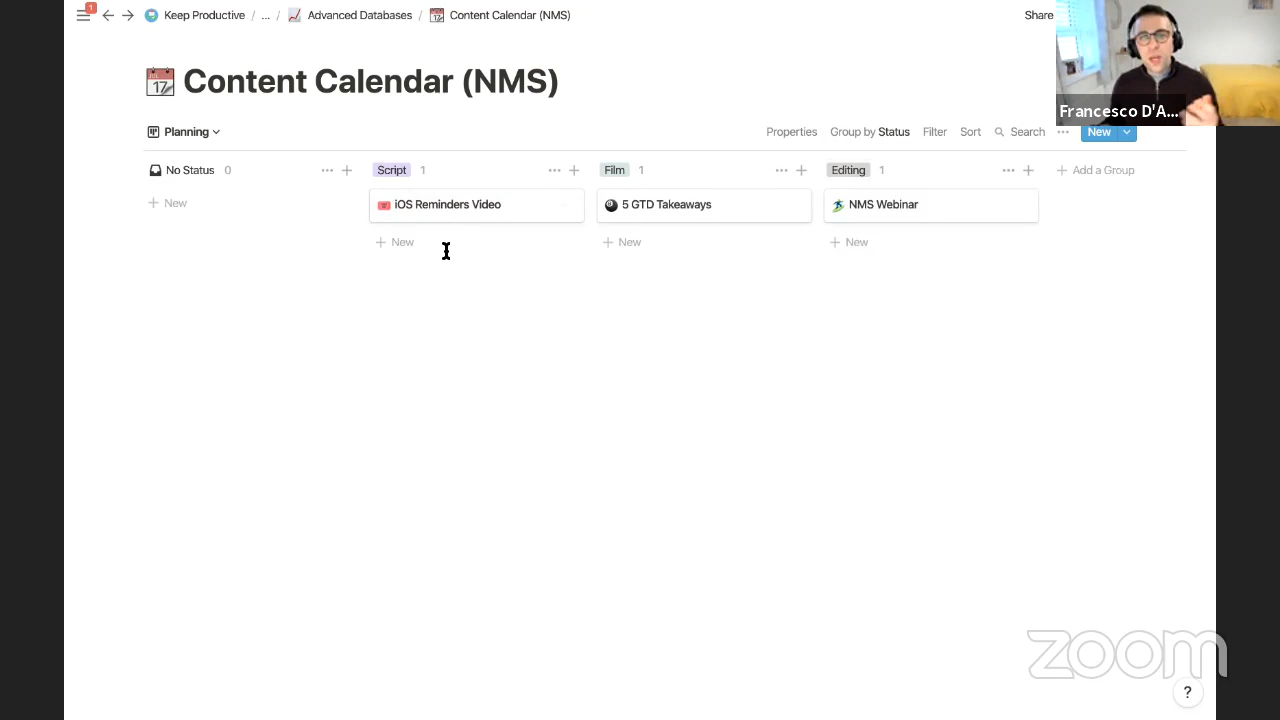 1
Keep Productive / ... / Advanced Databases / Content Calendar (NMS)
Share
Francesco D'A...
17 Content Calendar (NMS)
Planning
Properties Group by Status Filter Sort Search ... New
No Status 0 ... +
Script 1 ... +
Film 1 ... +
Editing 1 ... +
+ Add a Group
+ New
iOS Reminders Video
5 GTD Takeaways
NMS Webinar
+ New
+ New
+ New
zoom
?